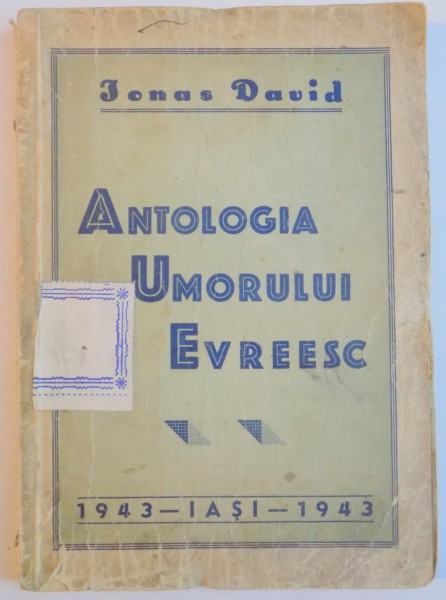 Jonas David
ANTOLOGIA
UMORULUI
EVREESC
1943 — IAȘI — 1943